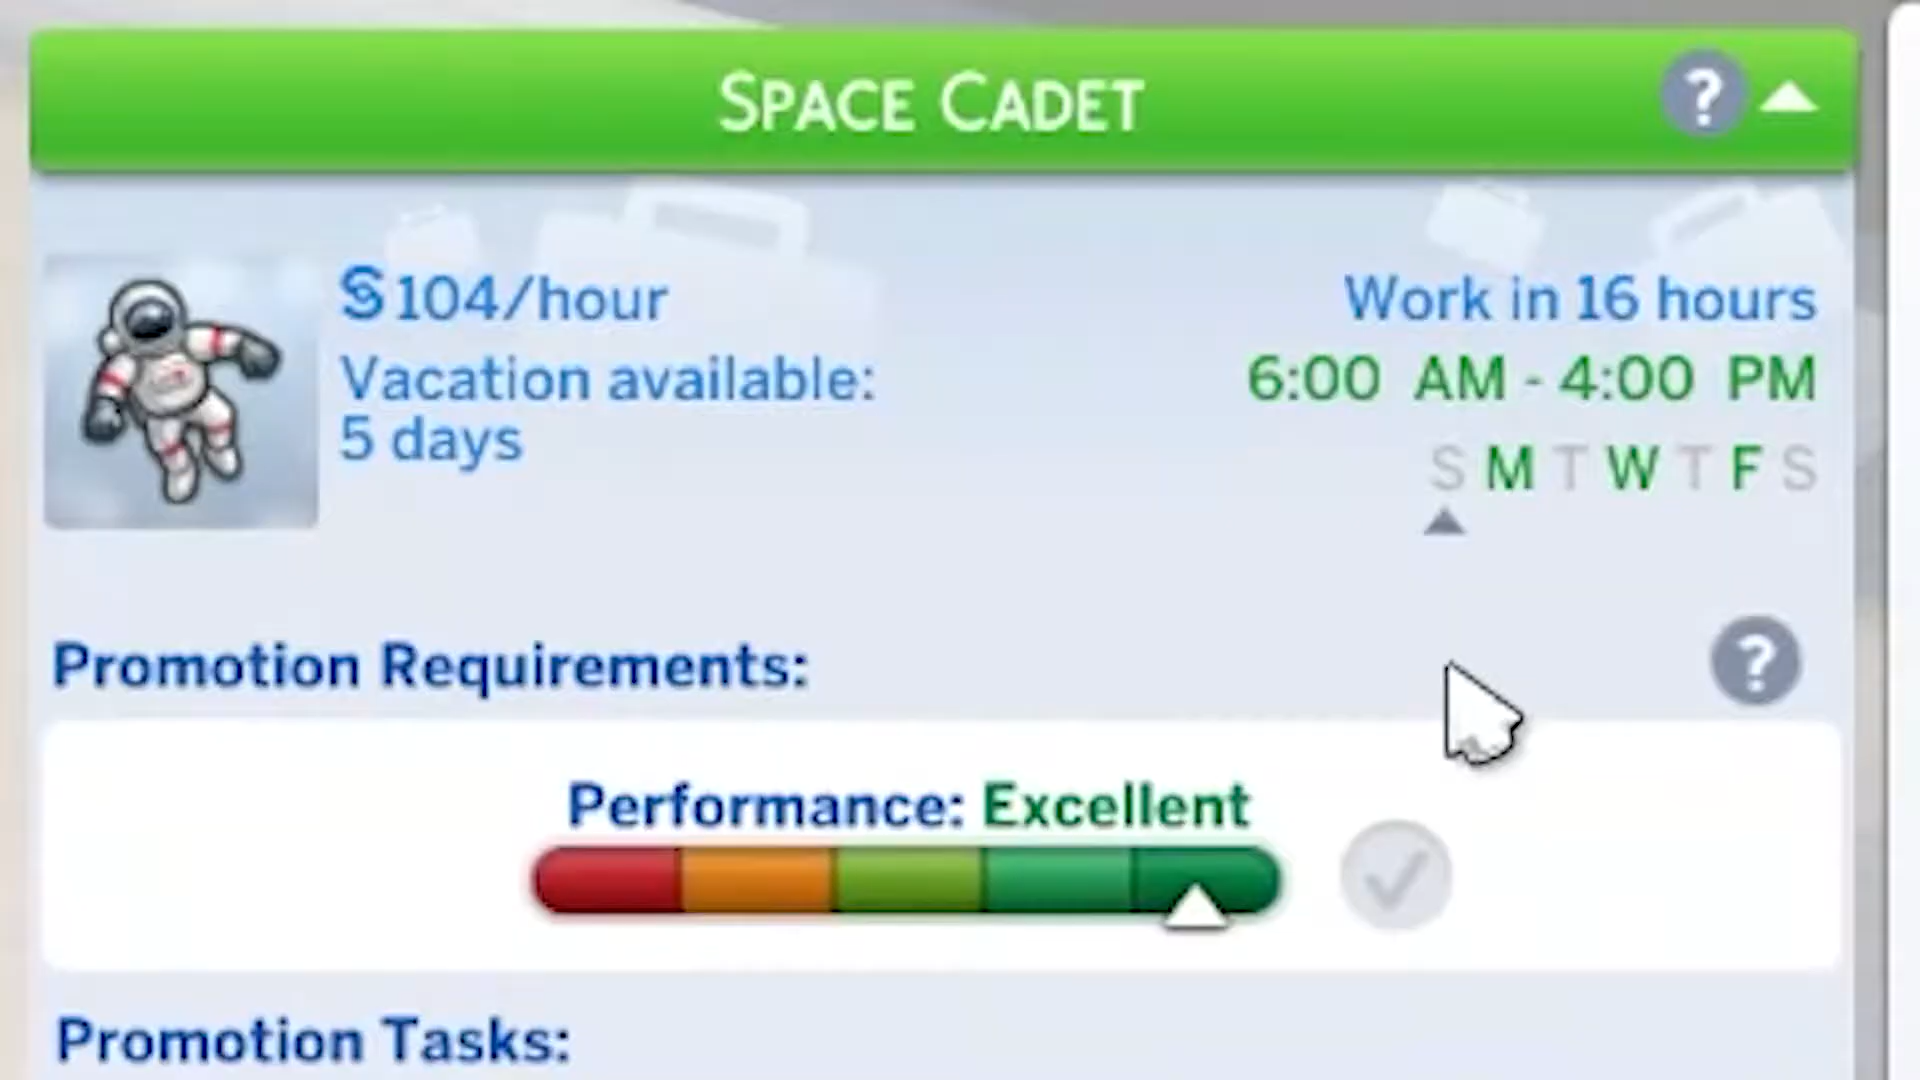 SPACE CADET
?
§104/hour
Work in 16 hours
Vacation available:
5 days
6:00 AM - 4:00 PM
S M T W T F S
Promotion Requirements:
?
Performance: Excellent
Promotion Tasks: